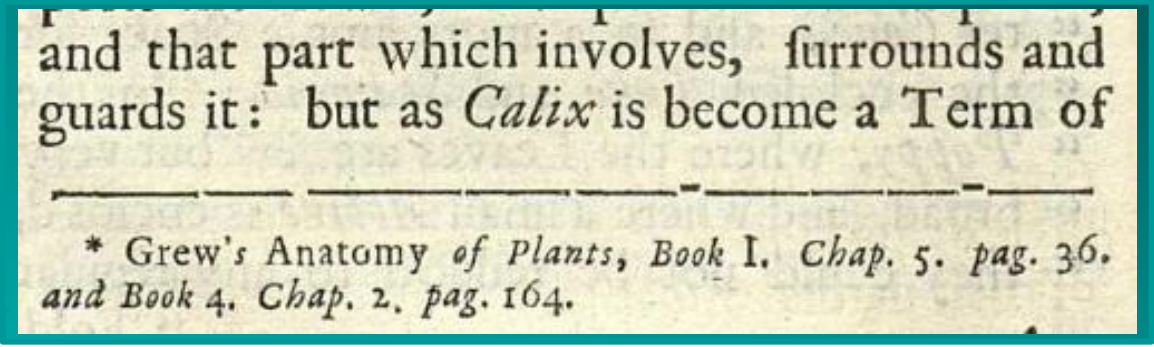 and that part which involves, ſurrounds and
guards it: but as Calix is become a Term of
* Grew's Anatomy of Plants, Book I. Chap. 5. pag. 36.
and Book 4. Chap. 2. pag. 164.